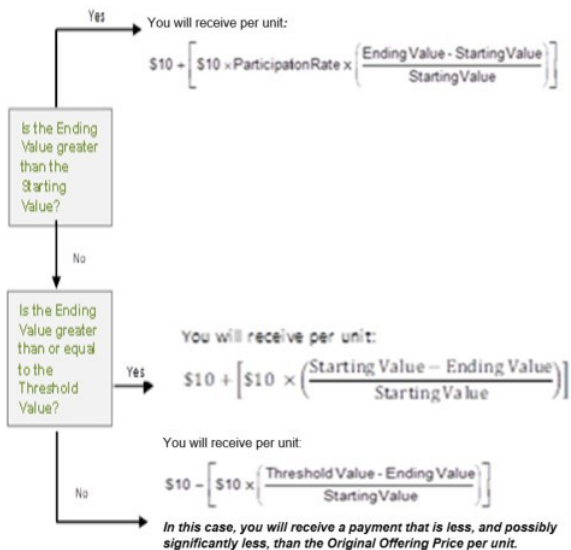 Yes
You will receive per unit:
$10 + [ $10 × Participation Rate x ( Ending Value - Starting Value / Starting Value ) ]
Is the Ending
Value greater
than the
Starting
Value?
No
Is the Ending
Value greater
than or equal
to the
Threshold
Value?
Yes
You will receive per unit:
$10 + [ $10 × ( Starting Value – Ending Value / Starting Value ) ]
You will receive per unit:
$10 – [ $10 x ( Threshold Value - Ending Value / Starting Value ) ]
No
In this case, you will receive a payment that is less, and possibly
significantly less, than the Original Offering Price per unit.